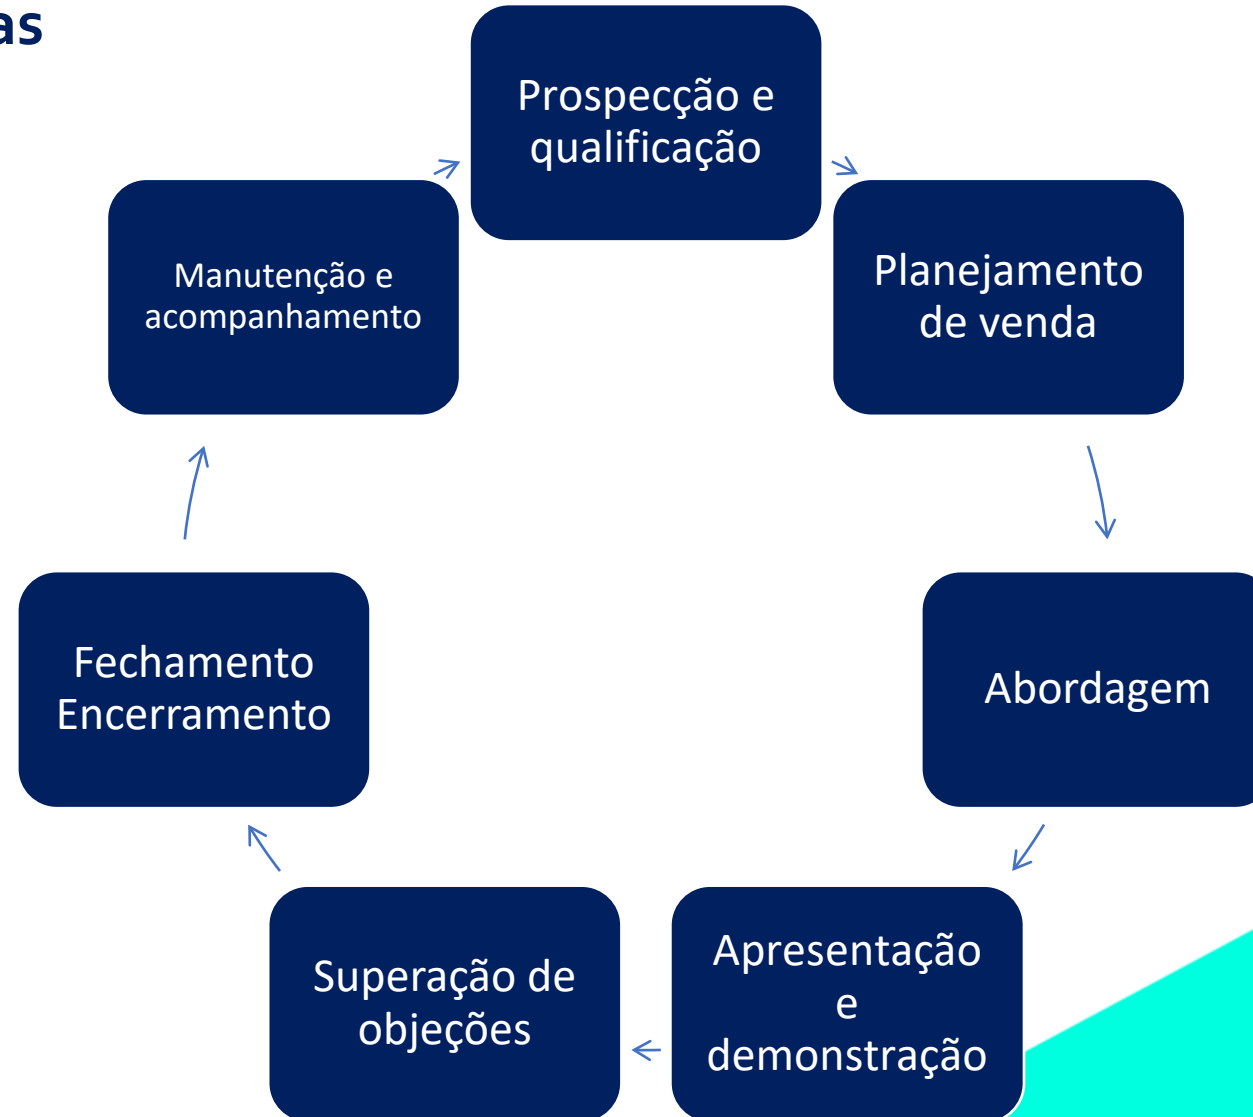 as
Prospecção e
qualificação
Planejamento
de venda
Abordagem
Apresentação
e
demonstração
Superação de
objeções
Fechamento
Encerramento
Manutenção e
acompanhamento